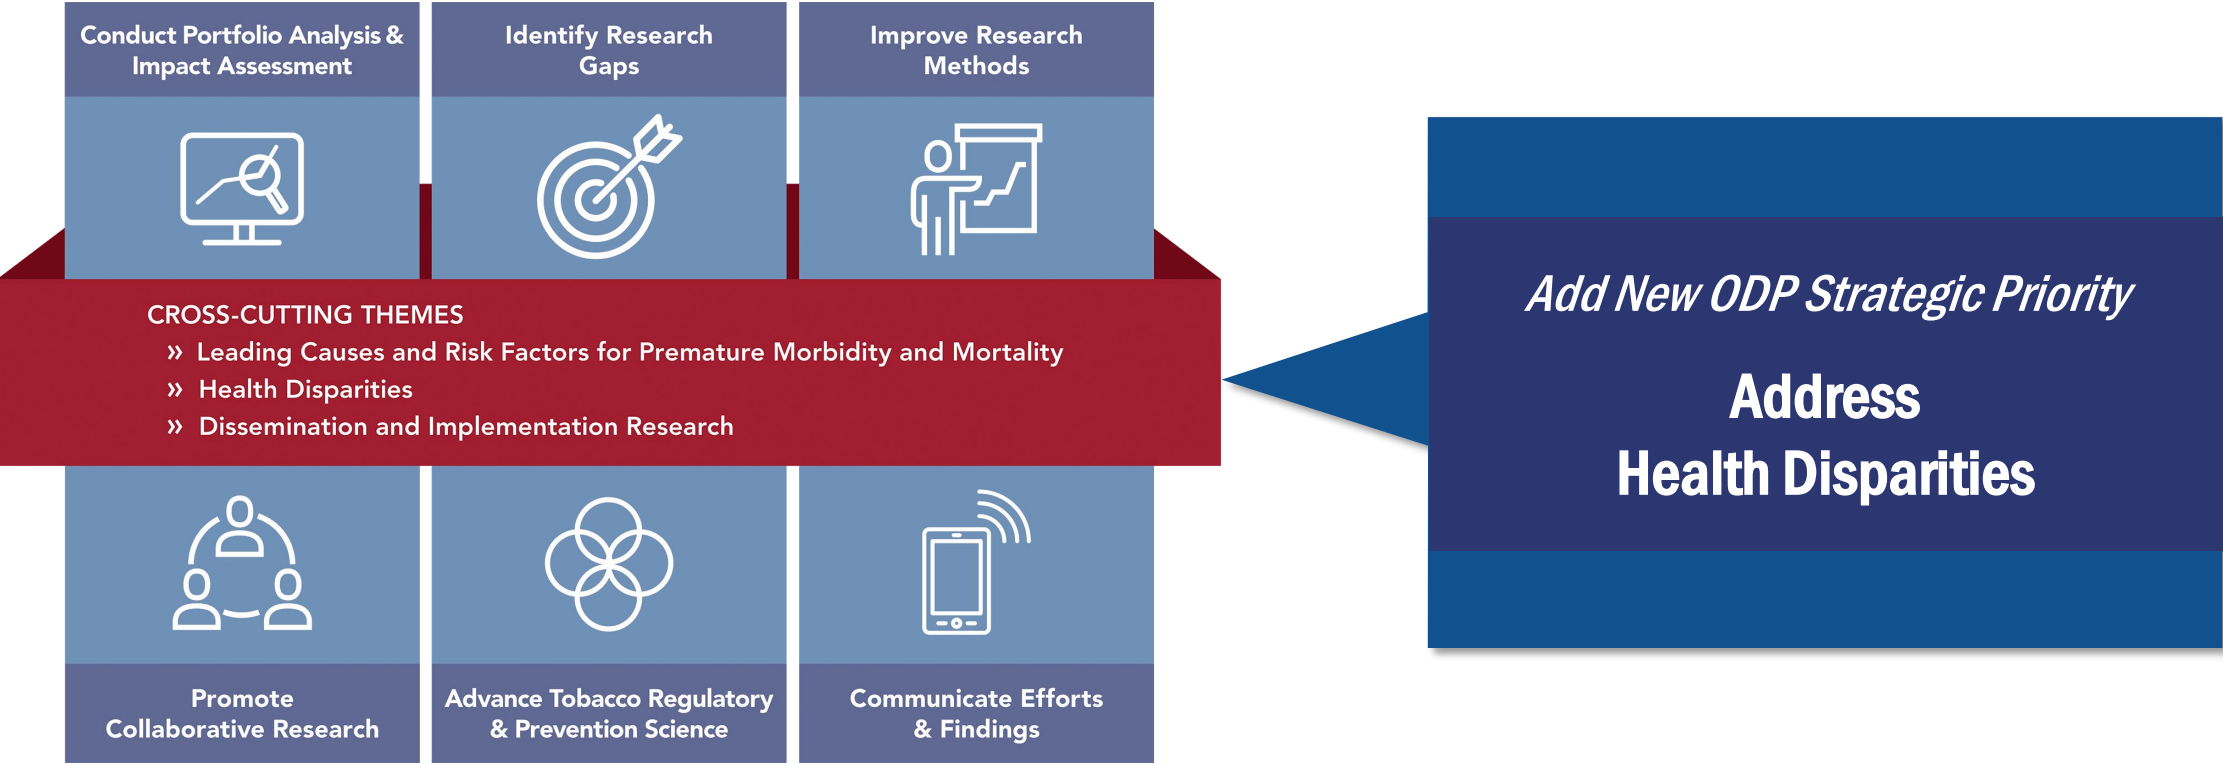 Conduct Portfolio Analysis &
Impact Assessment
Identify Research
Gaps
Improve Research
Methods
CROSS-CUTTING THEMES
» Leading Causes and Risk Factors for Premature Morbidity and Mortality
» Health Disparities
» Dissemination and Implementation Research
Promote
Collaborative Research
Advance Tobacco Regulatory
& Prevention Science
Communicate Efforts
& Findings
Add New ODP Strategic Priority
Address
Health Disparities